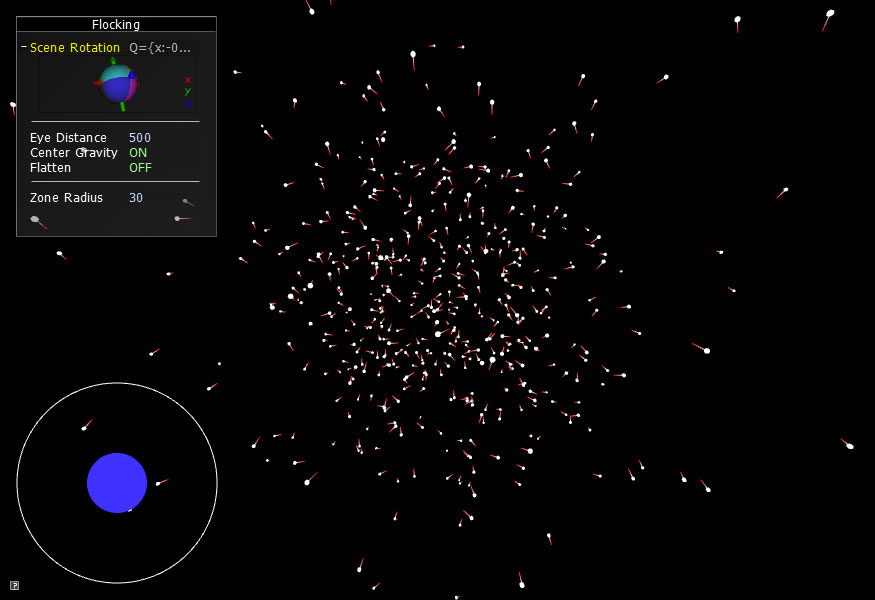 Flocking
Scene Rotation Q={x:-0...
x
y
z
Eye Distance 500
Center Gravity ON
Flatten OFF
Zone Radius 30
?